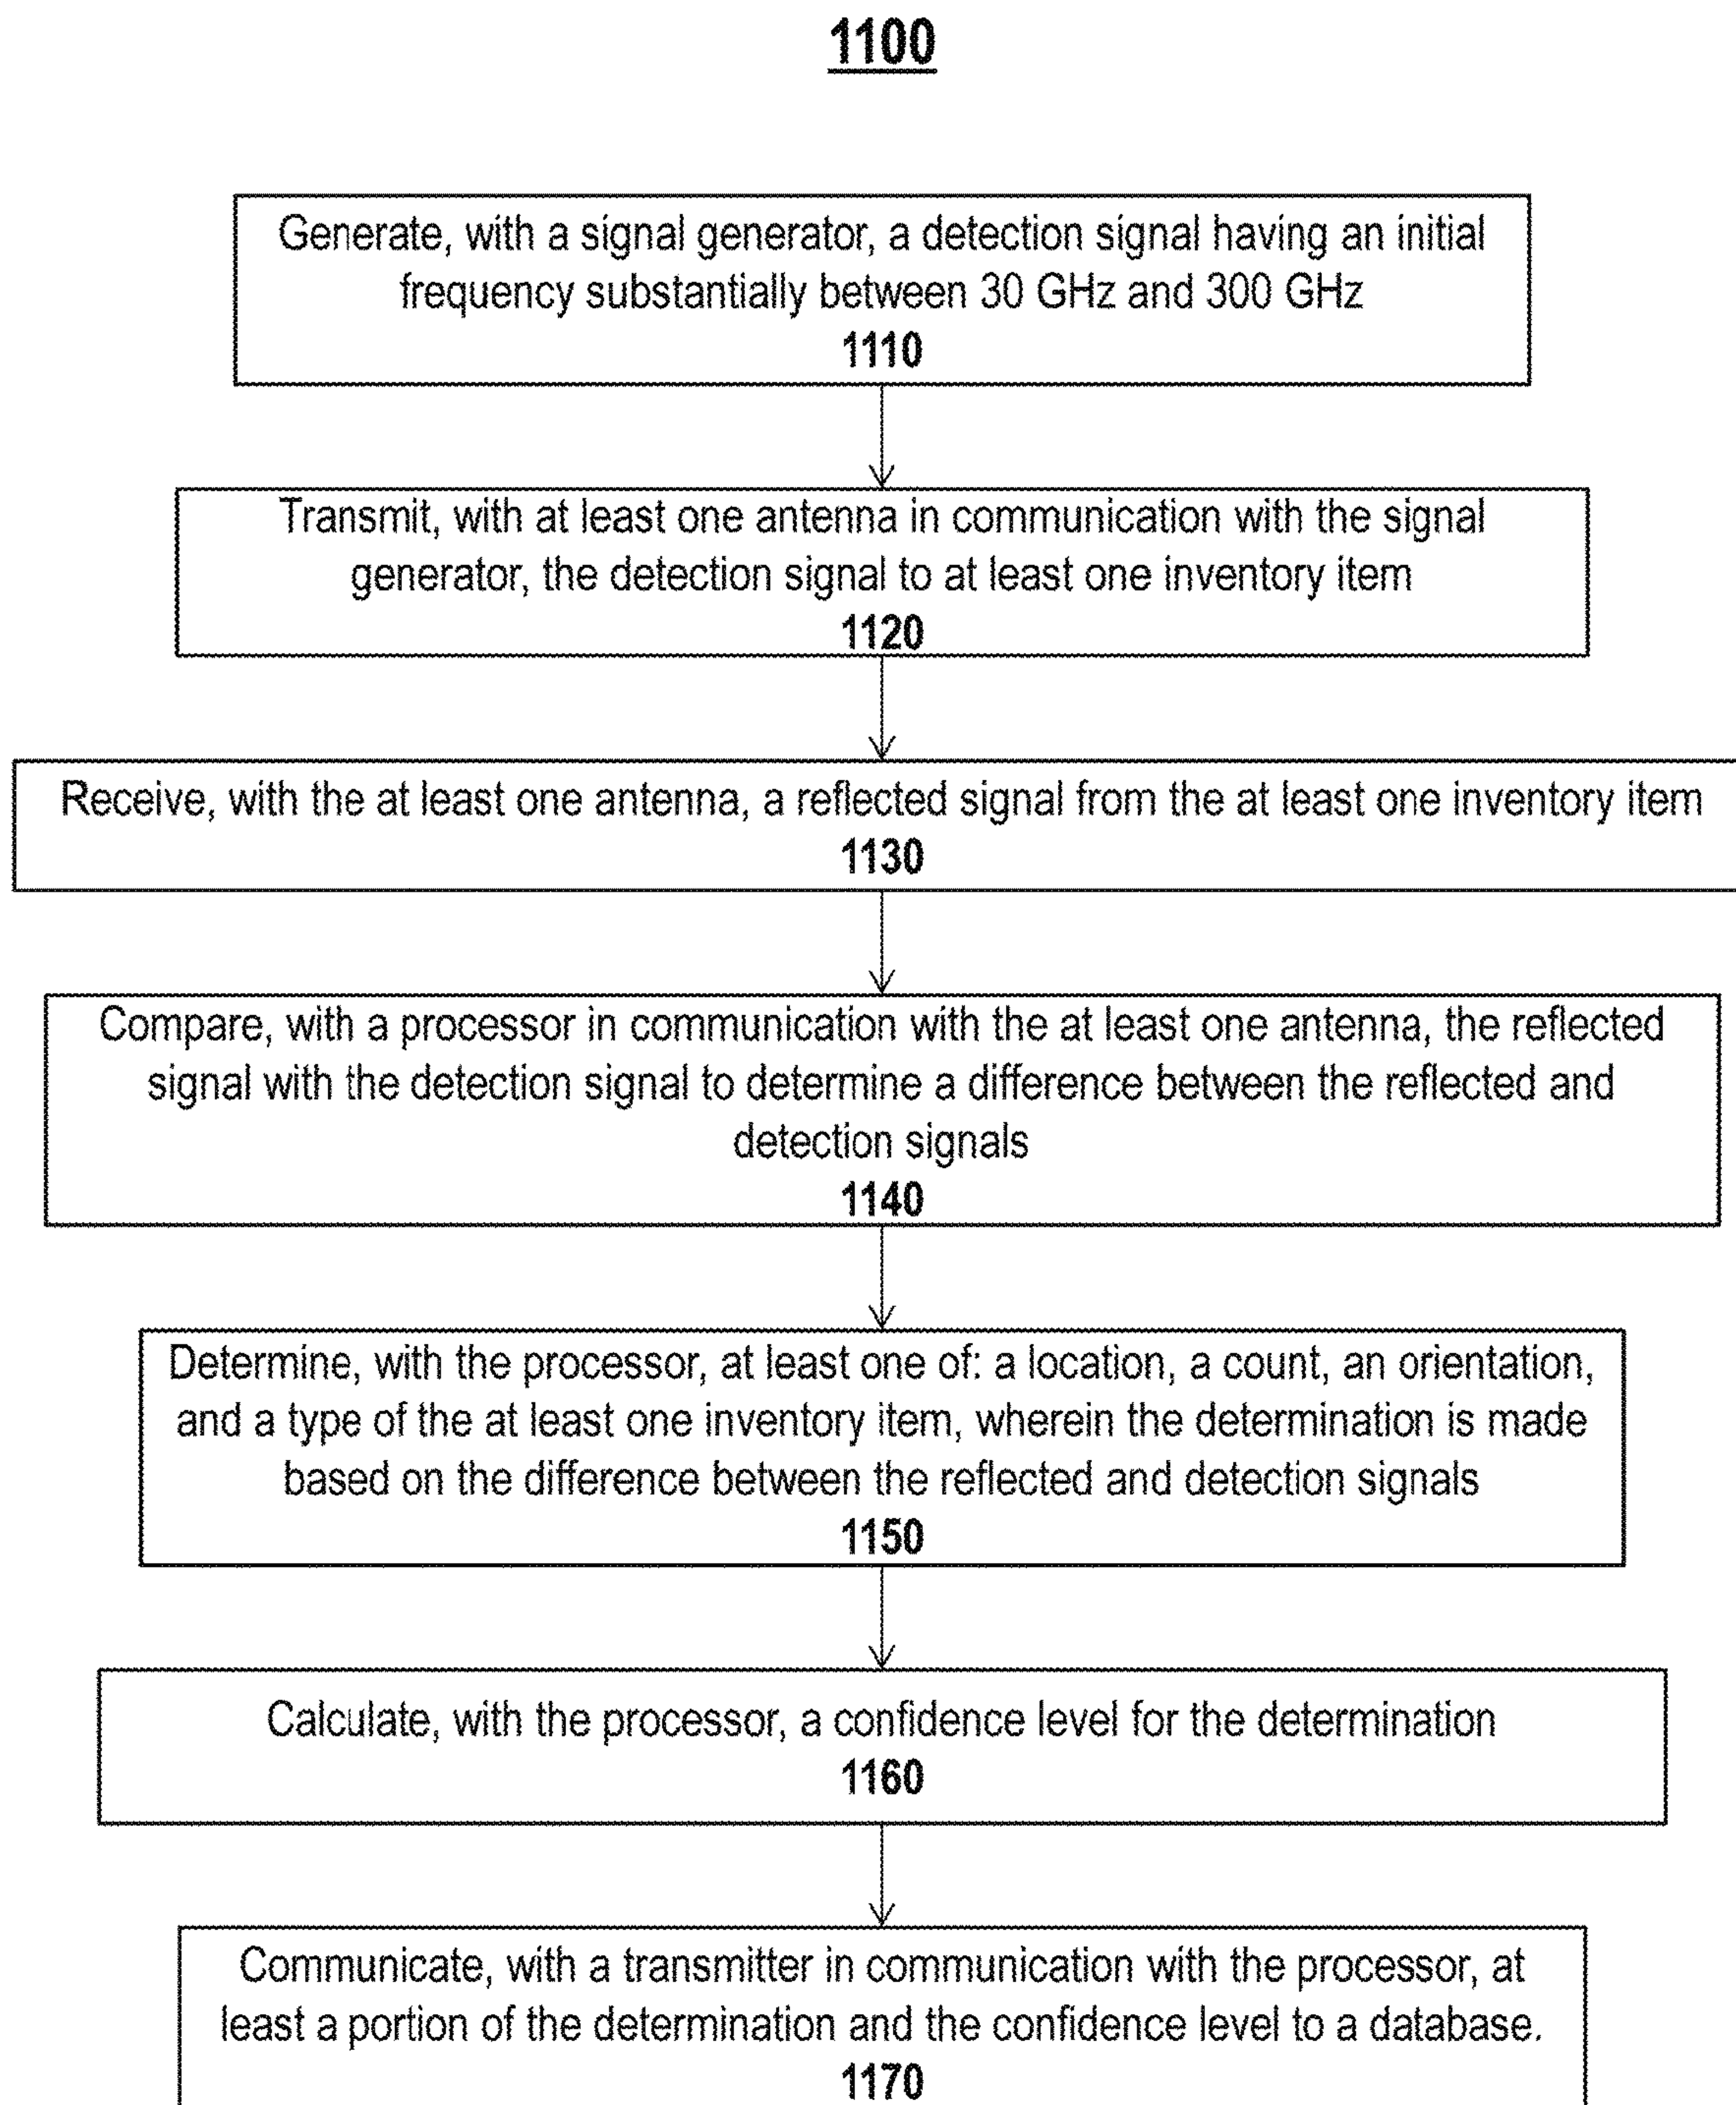 1100
Generate, with a signal generator, a detection signal having an initial
frequency substantially between 30 GHz and 300 GHz
1110
Transmit, with at least one antenna in communication with the signal
generator, the detection signal to at least one inventory item
1120
Receive, with the at least one antenna, a reflected signal from the at least one inventory item
1130
Compare, with a processor in communication with the at least one antenna, the reflected
signal with the detection signal to determine a difference between the reflected and
detection signals
1140
Determine, with the processor, at least one of: a location, a count, an orientation,
and a type of the at least one inventory item, wherein the determination is made
based on the difference between the reflected and detection signals
1150
Calculate, with the processor, a confidence level for the determination
1160
Communicate, with a transmitter in communication with the processor, at
least a portion of the determination and the confidence level to a database.
1170